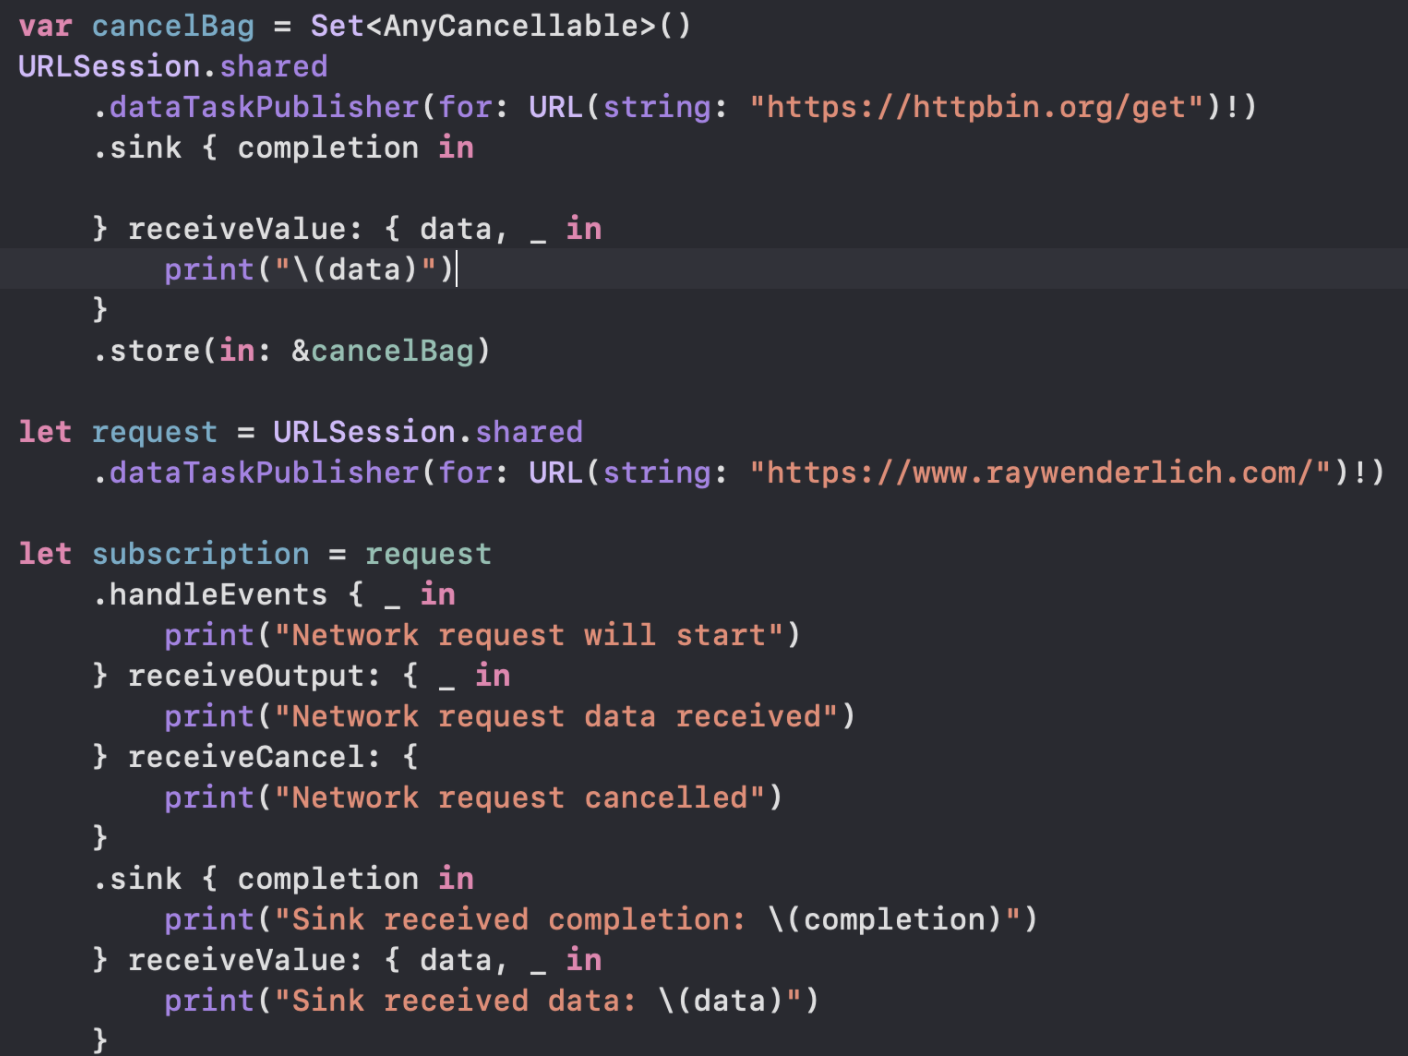 var cancelBag = Set<AnyCancellable>()
URLSession.shared
    .dataTaskPublisher(for: URL(string: "https://httpbin.org/get")!)
    .sink { completion in
    } receiveValue: { data, _ in
        print("\(data)")
    }
    .store(in: &cancelBag)
let request = URLSession.shared
    .dataTaskPublisher(for: URL(string: "https://www.raywenderlich.com/")!)
let subscription = request
    .handleEvents { _ in
        print("Network request will start")
    } receiveOutput: { _ in
        print("Network request data received")
    } receiveCancel: {
        print("Network request cancelled")
    }
    .sink { completion in
        print("Sink received completion: \(completion)")
    } receiveValue: { data, _ in
        print("Sink received data: \(data)")
    }